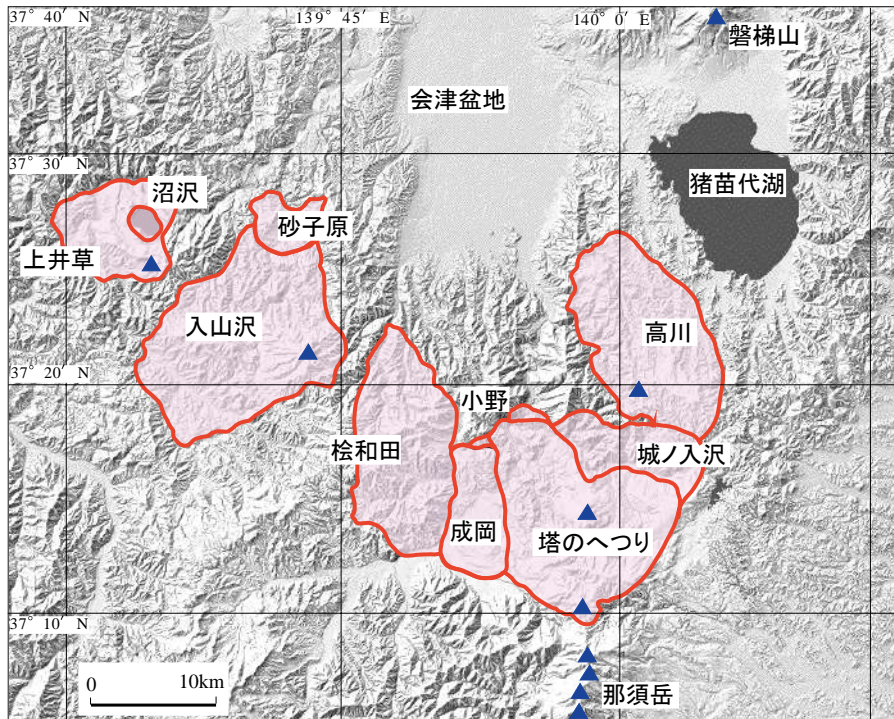 37° 40' N
139° 45' E
140° 0' E
磐梯山
会津盆地
37° 30' N
猪苗代湖
沼沢
砂子原
上井草
入山沢
高川
37° 20' N
小野
桧和田
城ノ入沢
成岡
塔のへつり
37° 10' N
那須岳
0 10km